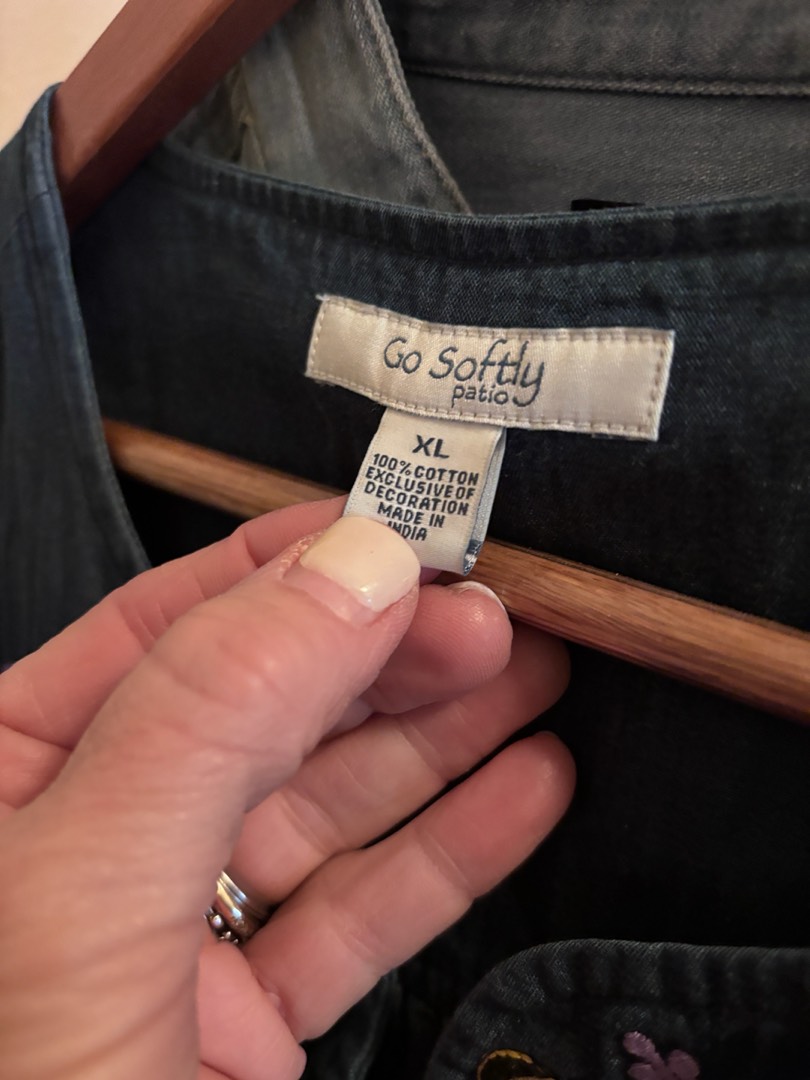 Go Softly
patio
XL
100% COTTON
EXCLUSIVE OF
DECORATION
MADE IN
INDIA